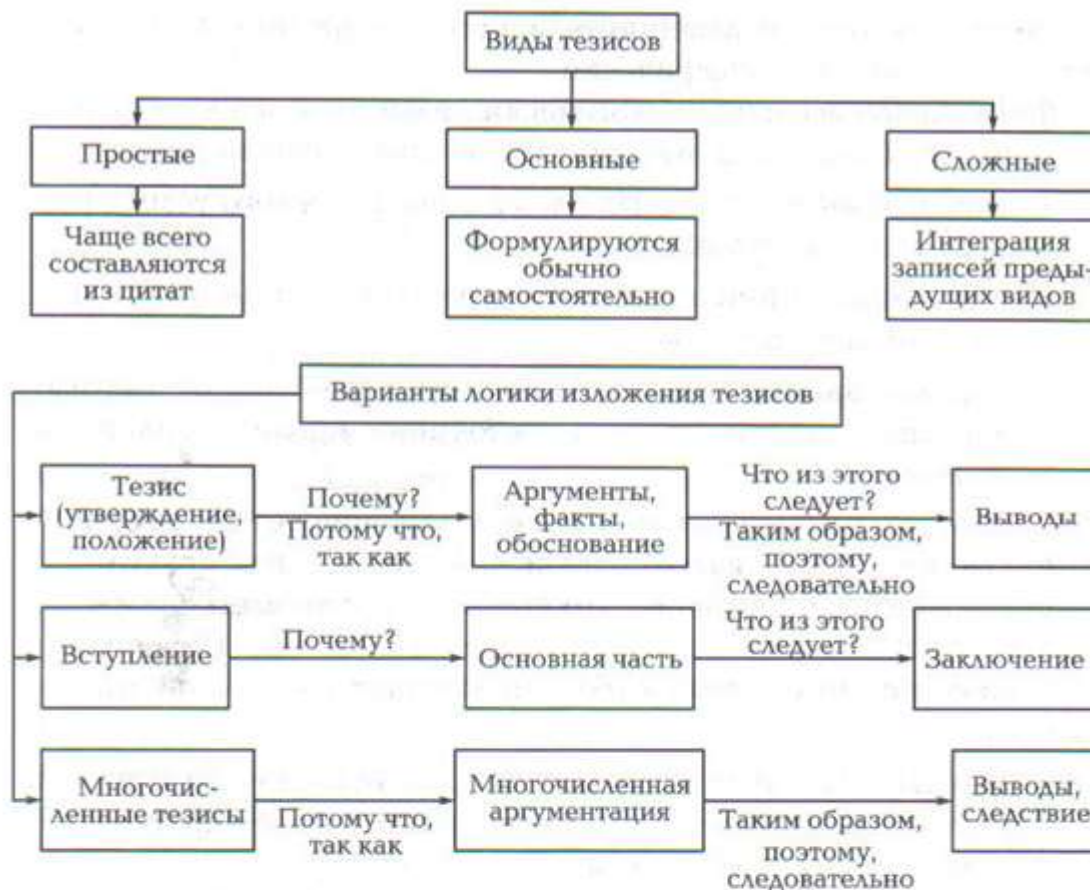 Виды тезисов
Простые
Основные
Сложные
Чаще всего
составляются
из цитат
Формулируются
обычно
самостоятельно
Интеграция
записей преды-
дущих видов
Варианты логики изложения тезисов
Тезис
(утверждение,
положение)
Почему?
Потому что,
так как
Аргументы,
факты,
обоснование
Что из этого
следует?
Таким образом,
поэтому,
следовательно
Выводы
Вступление
Почему?
Основная часть
Что из этого
следует?
Заключение
Многочис-
ленные тезисы
Потому что,
так как
Многочисленная
аргументация
Таким образом,
поэтому,
следовательно
Выводы,
следствие